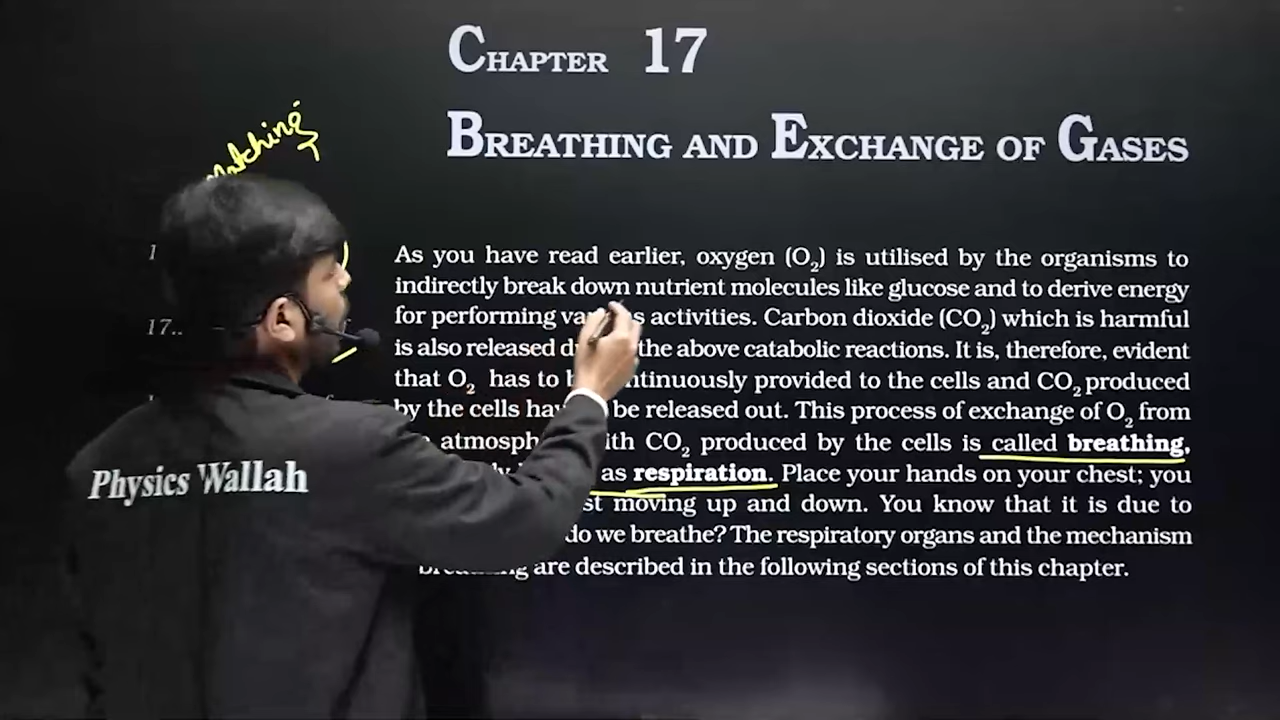 CHAPTER 17
BREATHING AND EXCHANGE OF GASES
Matching
1
17..
As you have read earlier, oxygen (O₂) is utilised by the organisms to
indirectly break down nutrient molecules like glucose and to derive energy
for performing activities. Carbon dioxide (CO₂) which is harmful
is also released the above catabolic reactions. It is, therefore, evident
that O₂ has to continuously provided to the cells and CO₂ produced
by the cells be released out. This process of exchange of O₂ from
CO₂ produced by the cells is called breathing,
as respiration. Place your hands on your chest; you
moving up and down. You know that it is due to
do we breathe? The respiratory organs and the mechanism
breathing are described in the following sections of this chapter.
Physics Wallah